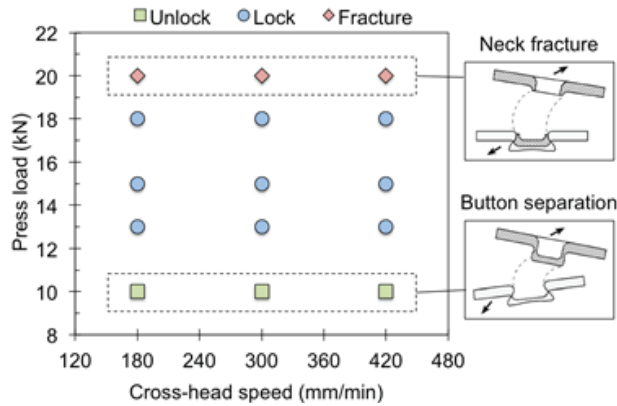 Unlock Lock Fracture
Press load (kN)
22
20
18
16
14
12
10
8
120 180 240 300 360 420 480
Cross-head speed (mm/min)
Neck fracture
Button separation